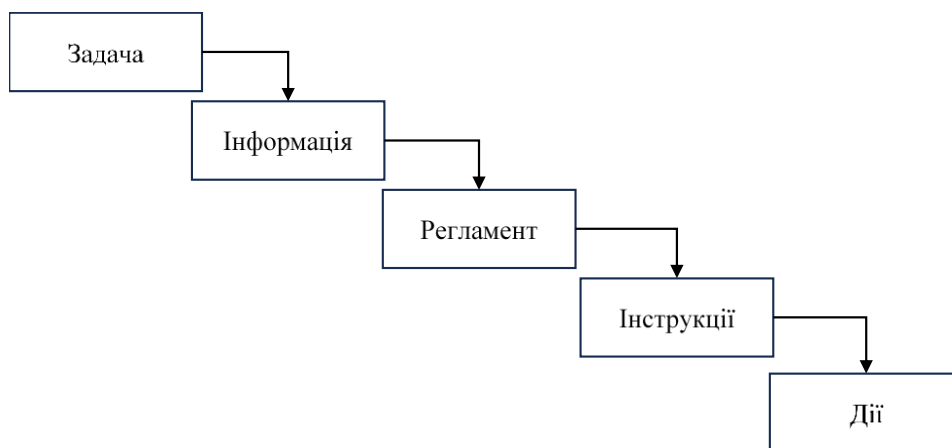 Задача
Інформація
Регламент
Інструкції
Дії